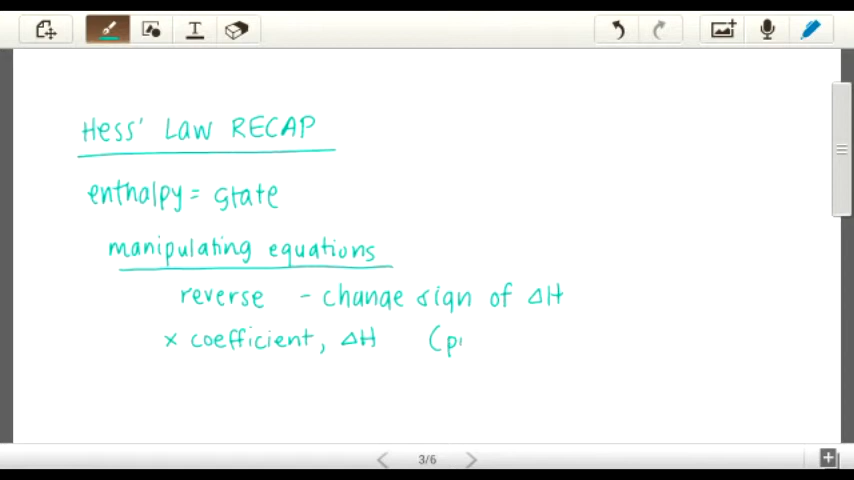 Hess' Law RECAP
enthalpy = state
manipulating equations
reverse - change sign of ΔH
x coefficient, ΔH (p
3/6